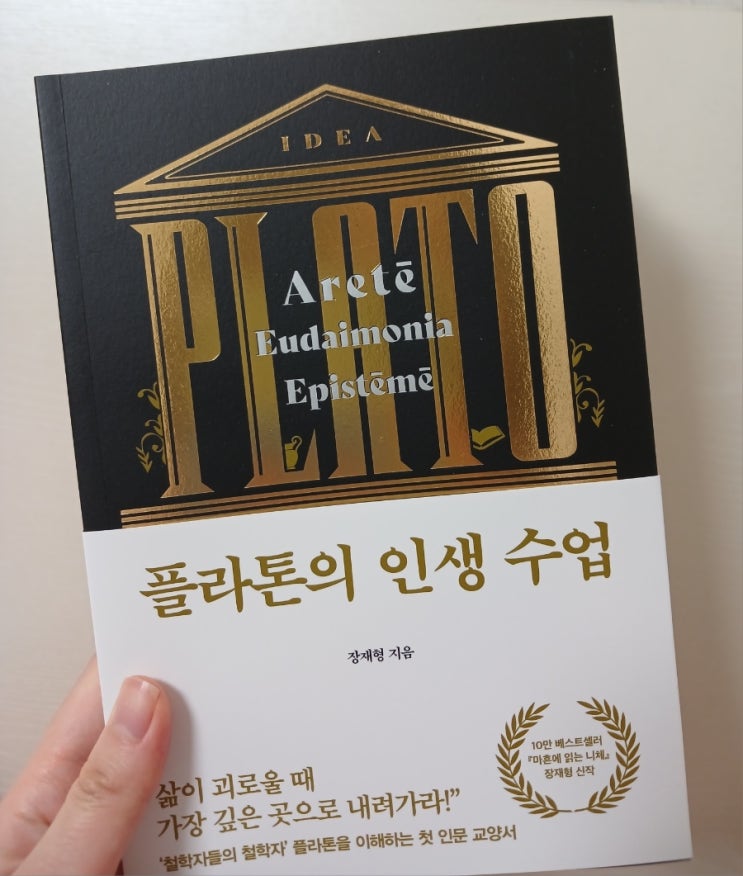 IDEA
PLATO
Aretē
Eudaimonia
Epistēmē
플라톤의 인생 수업
장재형 지음
10만 베스트셀러
『마흔에 읽는 니체』
장재형 신작
삶이 괴로울 때
가장 깊은 곳으로 내려가라!”
‘철학자들의 철학자’ 플라톤을 이해하는 첫 인문 교양서